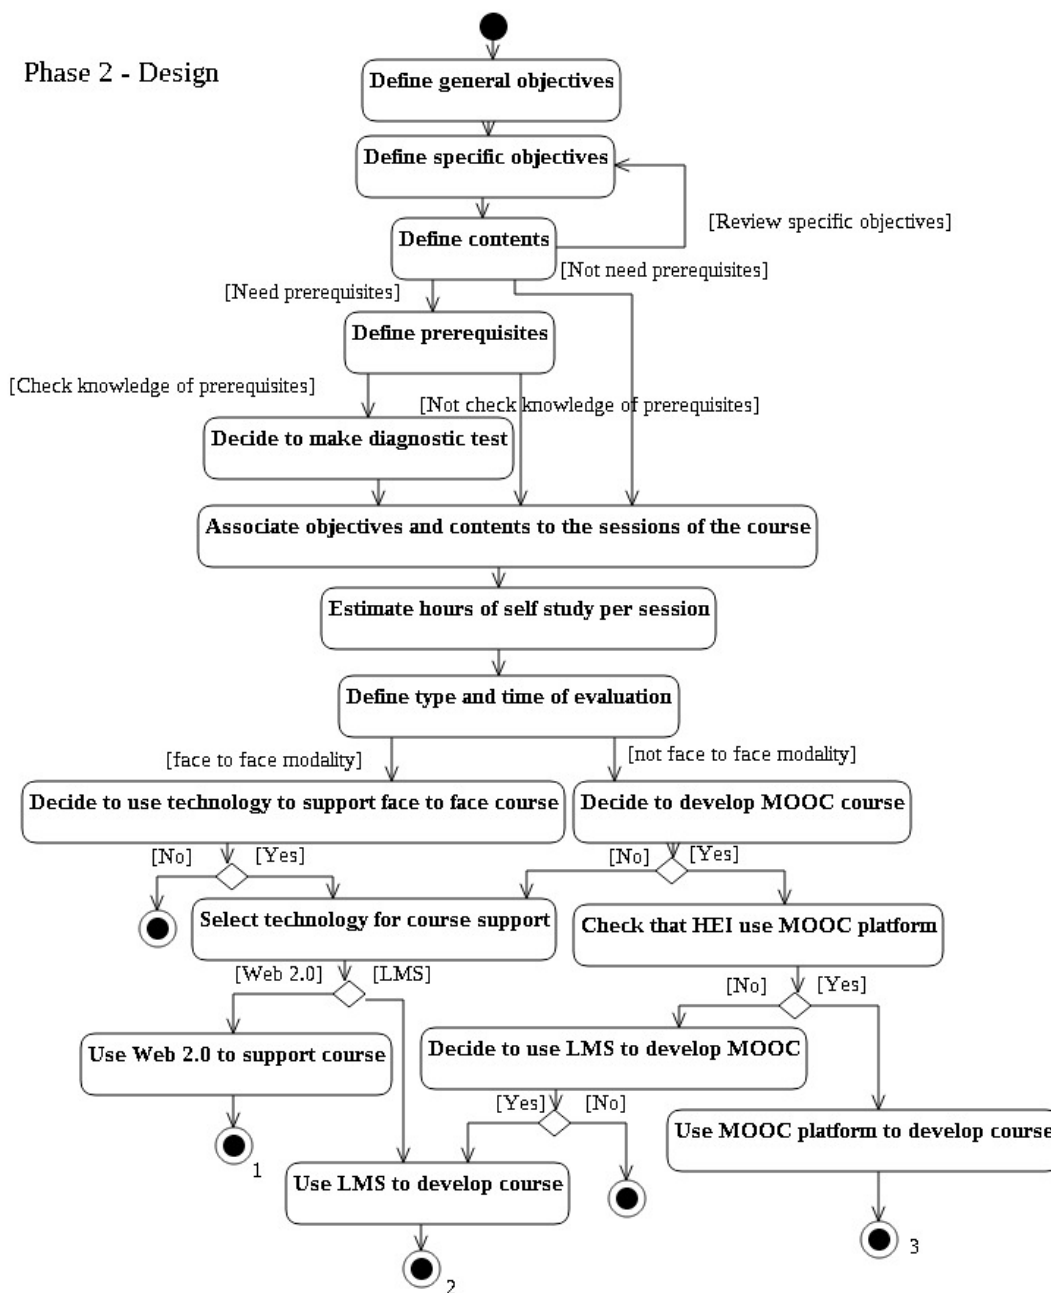 Phase 2 - Design
Define general objectives
Define specific objectives
[Review specific objectives]
Define contents
[Not need prerequisites]
[Need prerequisites]
Define prerequisites
[Check knowledge of prerequisites]
[Not check knowledge of prerequisites]
Decide to make diagnostic test
Associate objectives and contents to the sessions of the course
Estimate hours of self study per session
Define type and time of evaluation
[face to face modality]
[not face to face modality]
Decide to use technology to support face to face course
Decide to develop MOOC course
[No]
[Yes]
[No]
[Yes]
Select technology for course support
Check that HEI use MOOC platform
[Web 2.0]
[LMS]
[No]
[Yes]
Use Web 2.0 to support course
Decide to use LMS to develop MOOC
[Yes]
[No]
Use MOOC platform to develop course
1
Use LMS to develop course
3
2